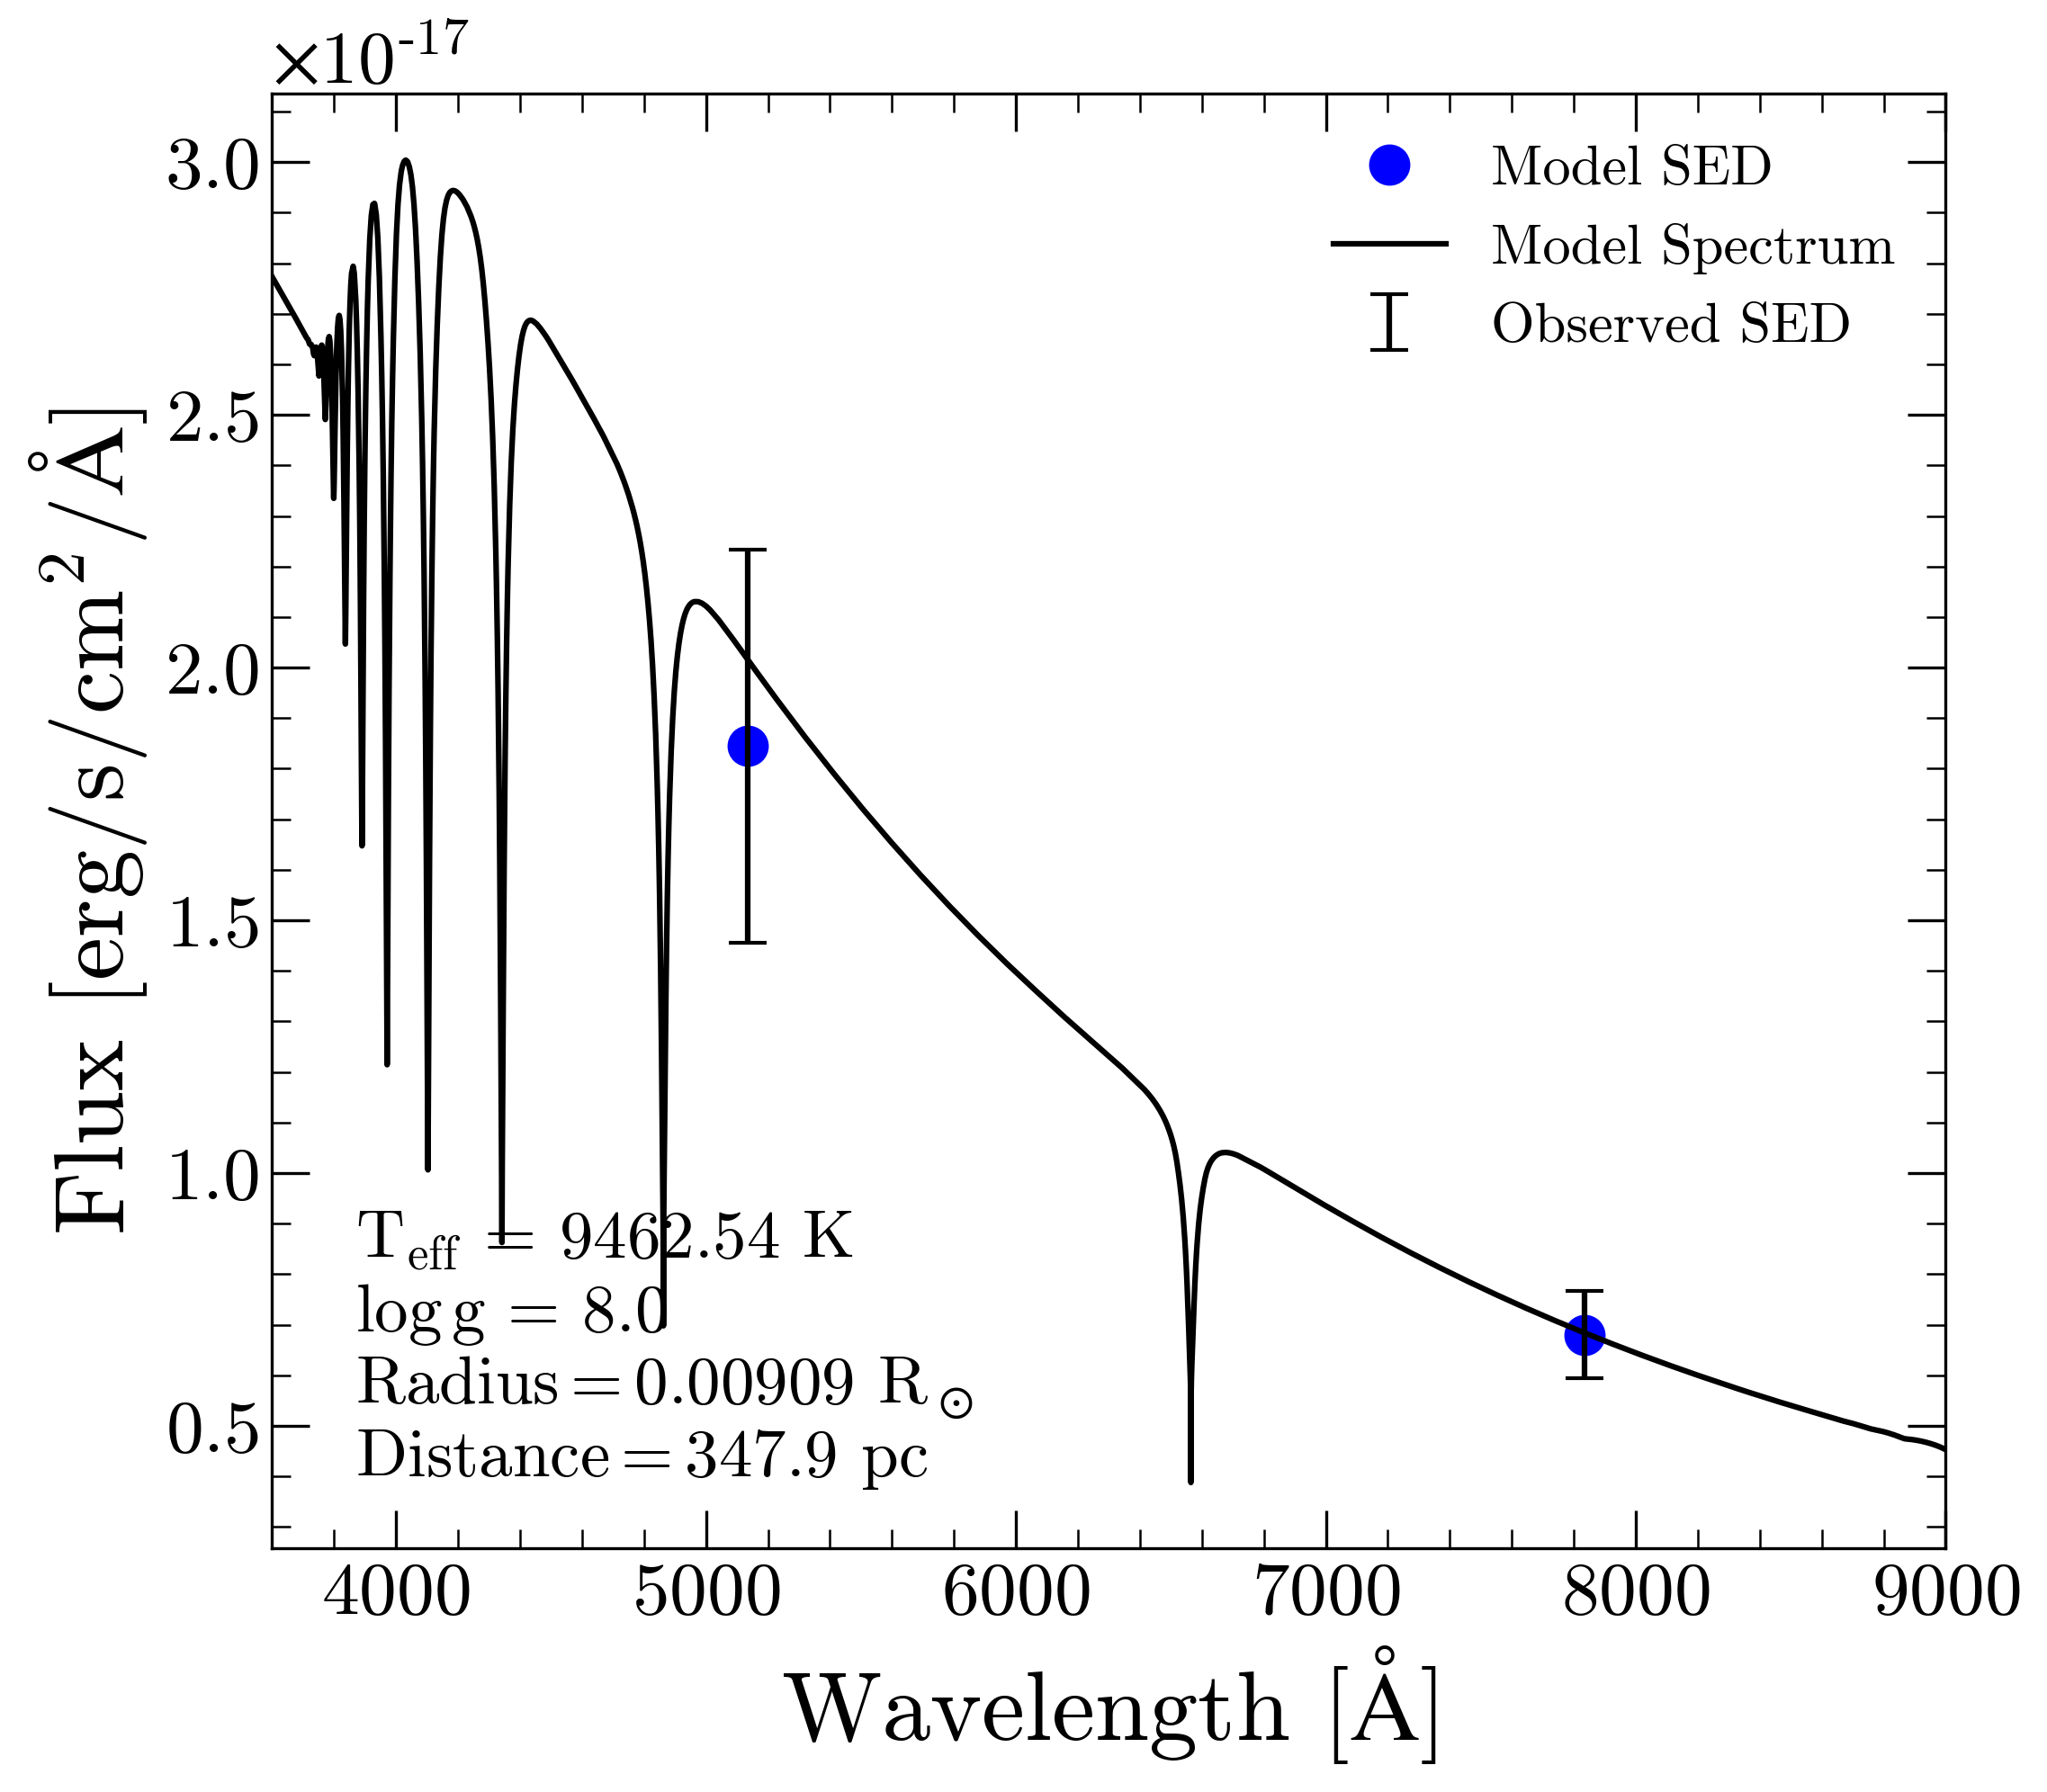 ×10⁻¹⁷
3.0
2.5
2.0
1.5
1.0
0.5
Flux [erg/s/cm²/Å]
Model SED
Model Spectrum
Observed SED
T_eff = 9462.54 K
log g = 8.0
Radius = 0.00909 R_⊙
Distance = 347.9 pc
4000 5000 6000 7000 8000 9000
Wavelength [Å]